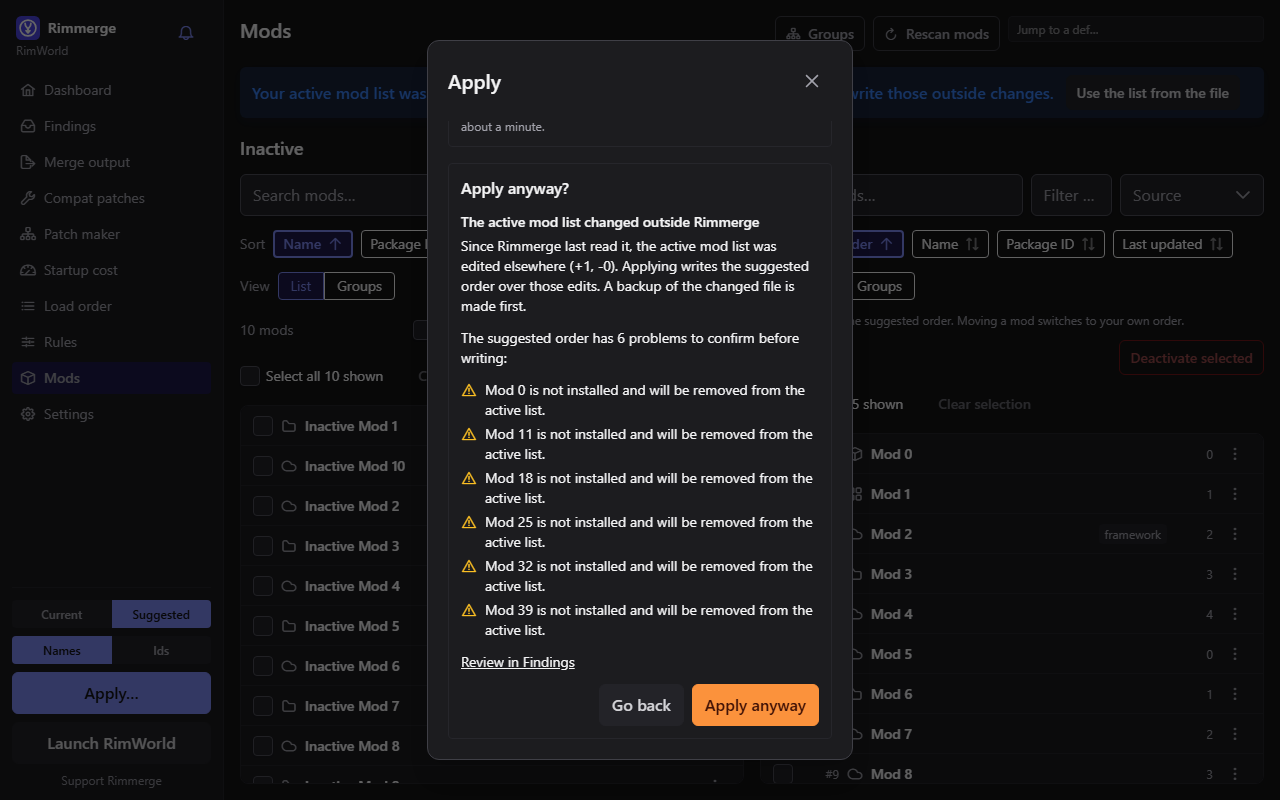 Rimmerge
RimWorld
Dashboard
Findings
Merge output
Compat patches
Patch maker
Startup cost
Load order
Rules
Mods
Settings
Current
Suggested
Names
Ids
Apply...
Launch RimWorld
Support Rimmerge
Mods
Groups
Rescan mods
Jump to a def...
Your active mod list was
write those outside changes.
Use the list from the file
Inactive
Search mods...
Filter ...
Source
Sort
Name
Package
Name
Package ID
Last updated
View
List
Groups
Groups
10 mods
the suggested order. Moving a mod switches to your own order.
Deactivate selected
Select all 10 shown
5 shown
Clear selection
Inactive Mod 1
Inactive Mod 10
Inactive Mod 2
Inactive Mod 3
Inactive Mod 4
Inactive Mod 5
Inactive Mod 6
Inactive Mod 7
Inactive Mod 8
Mod 0 0
Mod 1 1
Mod 2 framework 2
Mod 3 3
Mod 4 4
Mod 5 0
Mod 6 1
Mod 7 2
#9 Mod 8 3
Apply
about a minute.
Apply anyway?
The active mod list changed outside Rimmerge
Since Rimmerge last read it, the active mod list was
edited elsewhere (+1, -0). Applying writes the suggested
order over those edits. A backup of the changed file is
made first.
The suggested order has 6 problems to confirm before
writing:
Mod 0 is not installed and will be removed from the
active list.
Mod 11 is not installed and will be removed from the
active list.
Mod 18 is not installed and will be removed from the
active list.
Mod 25 is not installed and will be removed from the
active list.
Mod 32 is not installed and will be removed from the
active list.
Mod 39 is not installed and will be removed from the
active list.
Review in Findings
Go back
Apply anyway